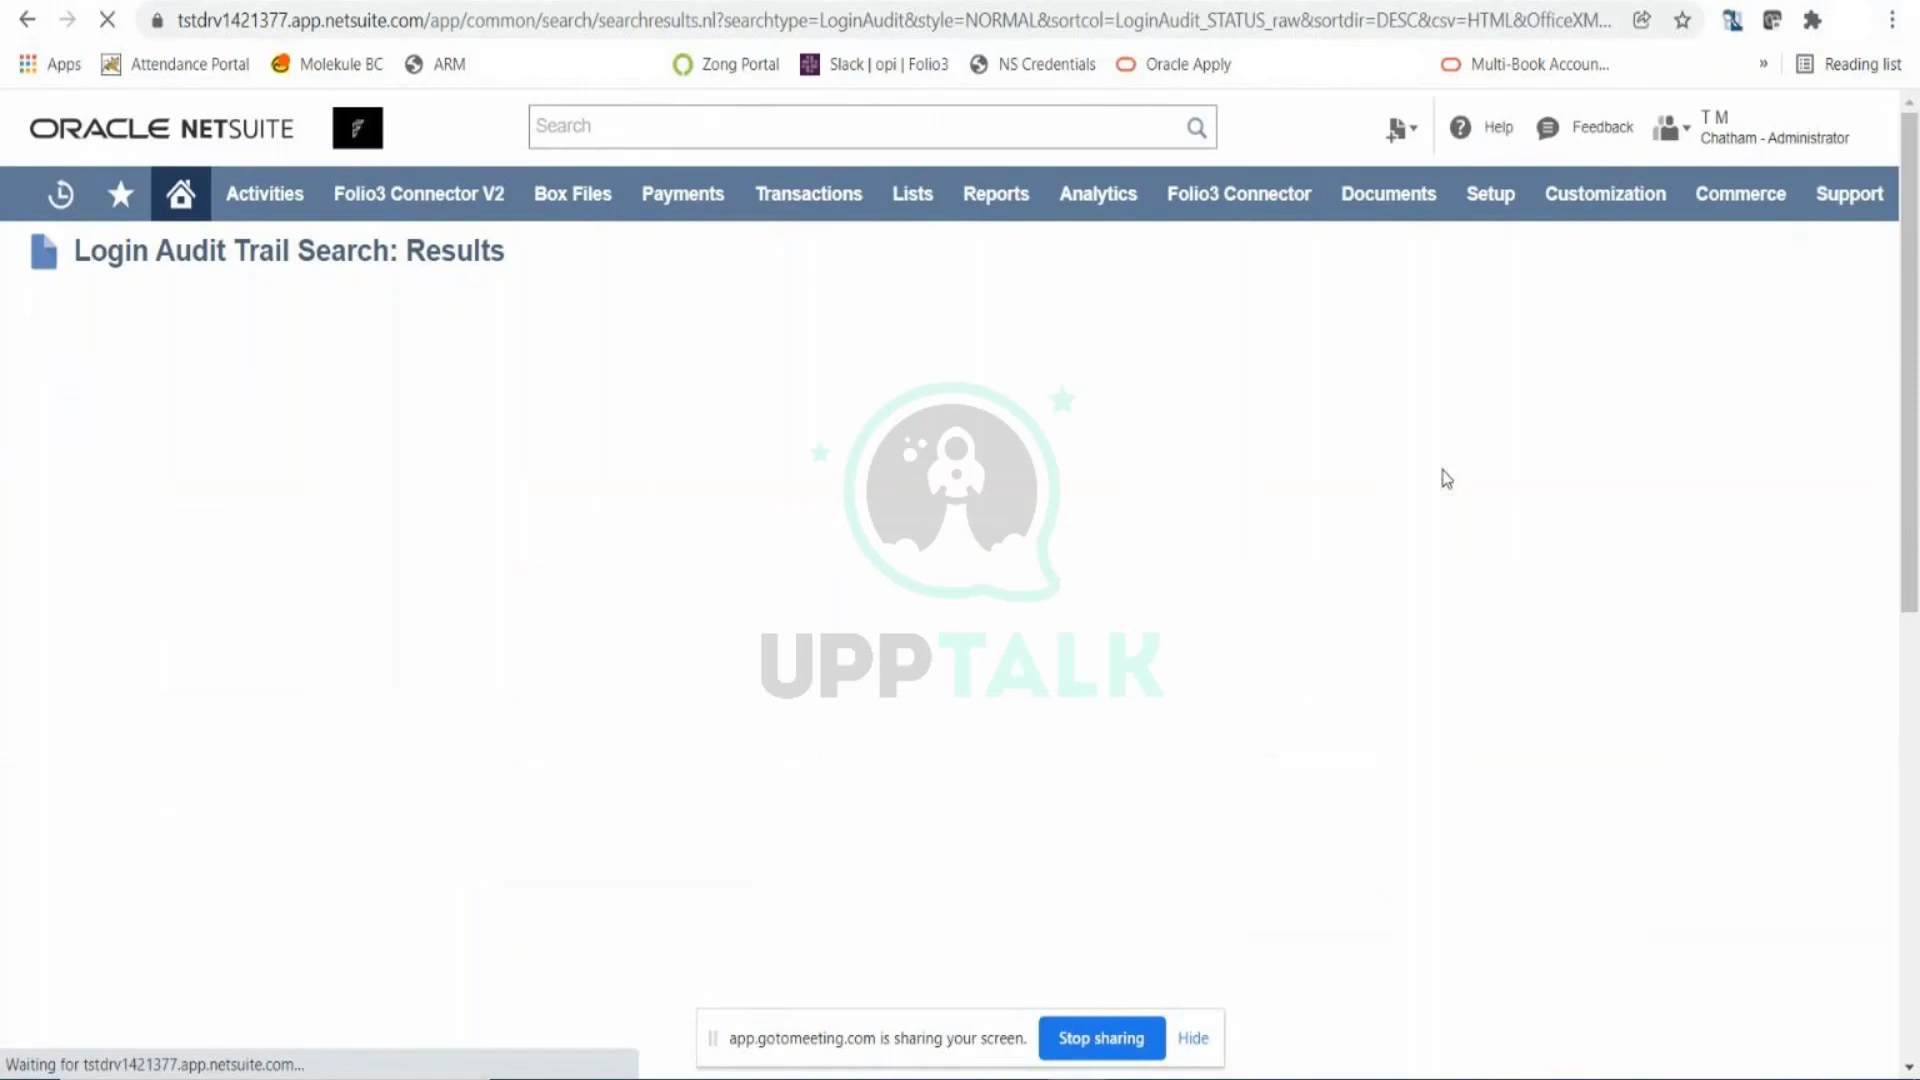 tstdrv1421377.app.netsuite.com/app/common/search/searchresults.nl?searchtype=LoginAudit&style=NORMAL&sortcol=LoginAudit_STATUS_raw&sortdir=DESC&csv=HTML&OfficeXM...
Apps Attendance Portal Molekule BC ARM Zong Portal Slack | opi | Folio3 NS Credentials Oracle Apply Multi-Book Accoun... » Reading list
ORACLE NETSUITE Search Help Feedback T M
Chatham - Administrator
Activities Folio3 Connector V2 Box Files Payments Transactions Lists Reports Analytics Folio3 Connector Documents Setup Customization Commerce Support
Login Audit Trail Search: Results
UPPTALK
app.gotomeeting.com is sharing your screen. Stop sharing Hide
Waiting for tstdrv1421377.app.netsuite.com...